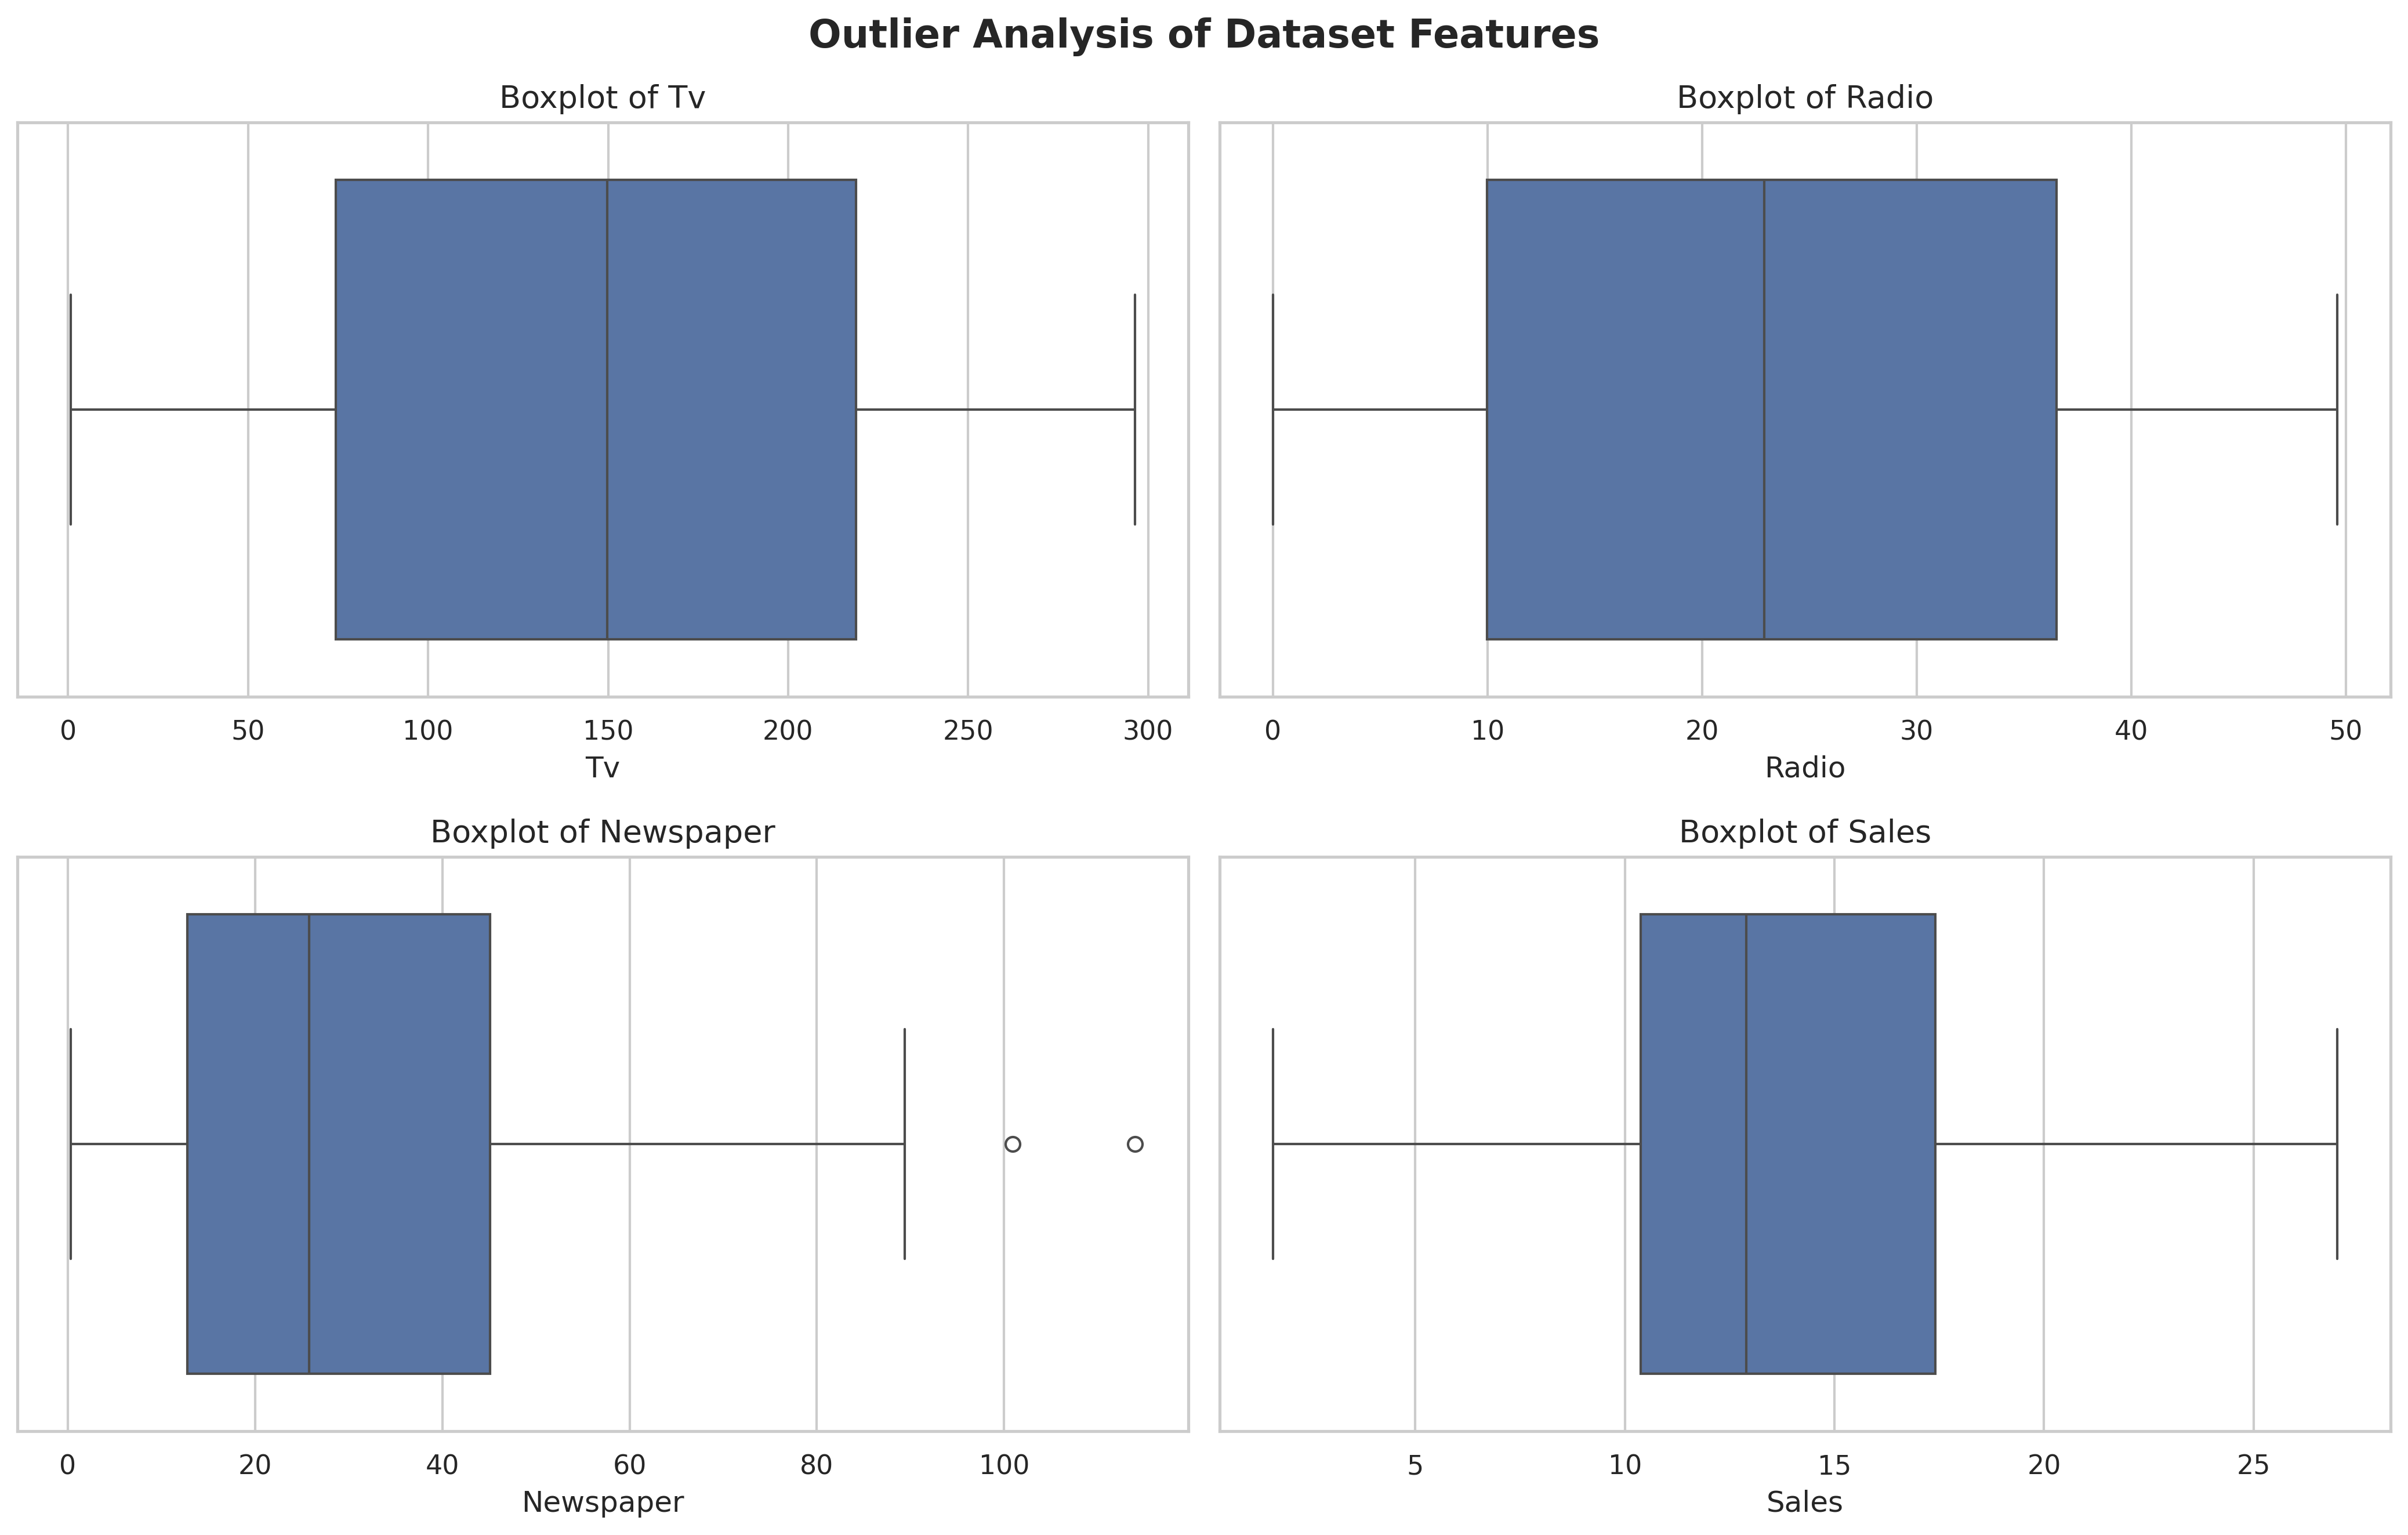 Outlier Analysis of Dataset Features
Boxplot of Tv
0 50 100 150 200 250 300
Tv
Boxplot of Radio
0 10 20 30 40 50
Radio
Boxplot of Newspaper
0 20 40 60 80 100
Newspaper
Boxplot of Sales
5 10 15 20 25
Sales